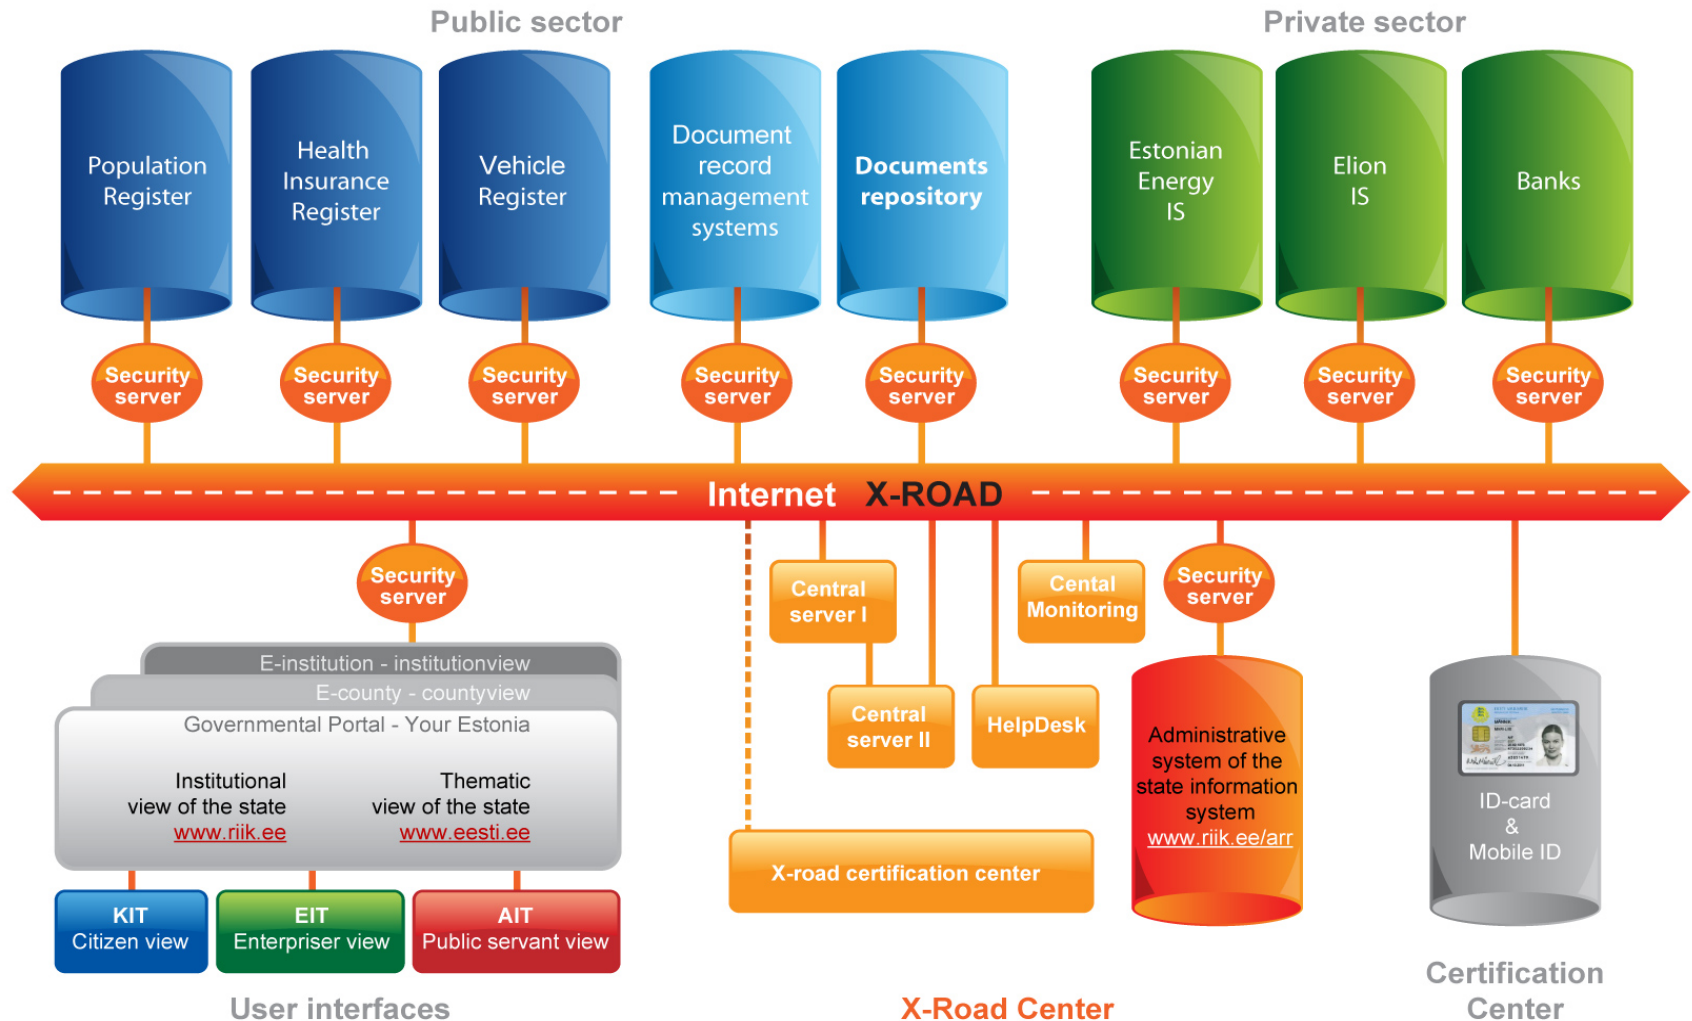 Public sector
Private sector
Population
Register
Health
Insurance
Register
Vehicle
Register
Document
record
management
systems
Documents
repository
Estonian
Energy
IS
Elion
IS
Banks
Security
server
Security
server
Security
server
Security
server
Security
server
Security
server
Security
server
Security
server
Internet X-ROAD
Security
server
E-institution - institutionview
E-county - countyview
Governmental Portal - Your Estonia
Institutional
view of the state
www.riik.ee
Thematic
view of the state
www.eesti.ee
KIT
Citizen view
EIT
Enterpriser view
AIT
Public servant view
User interfaces
Central
server I
Central
server II
HelpDesk
Cental
Monitoring
X-road certification center
Security
server
Administrative
system of the
state information
system
www.riik.ee/arr
X-Road Center
ID-card
&
Mobile ID
Certification
Center